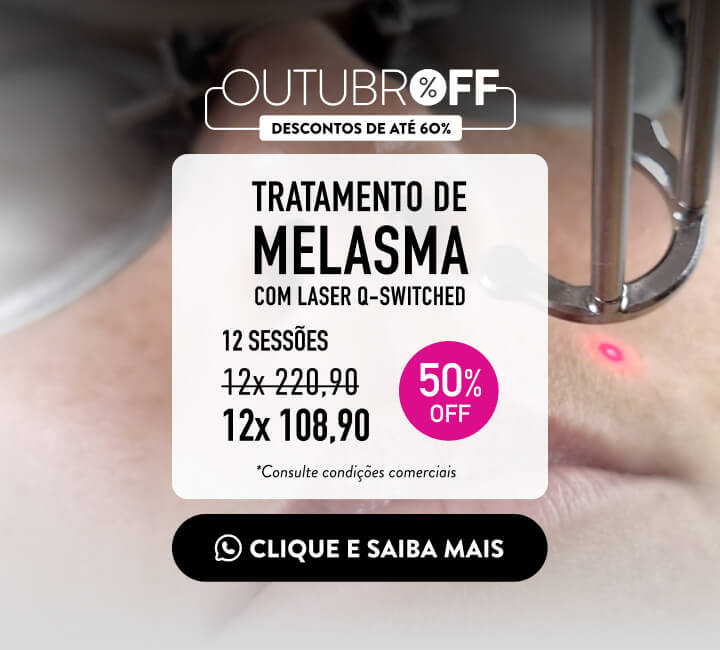 OUTUBR%OFF
DESCONTOS DE ATÉ 60%
TRATAMENTO DE
MELASMA
COM LASER Q-SWITCHED
12 SESSÕES
12x 220,90
12x 108,90
50%
OFF
*Consulte condições comerciais
CLIQUE E SAIBA MAIS